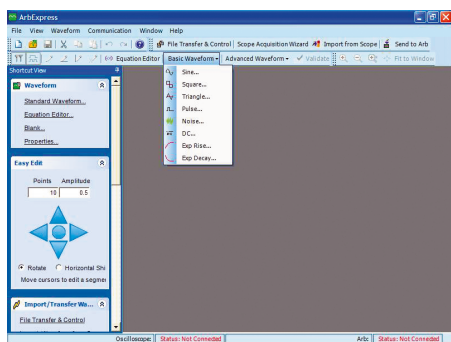 ArbExpress
File View Waveform Communication Window Help
File Transfer & Control Scope Acquisition Wizard Import from Scope Send to Arb
Equation Editor Basic Waveform Advanced Waveform Validate Fit to Window
Shortcut View
Sine...
Square...
Triangle...
Pulse...
Noise...
DC...
Exp Rise...
Exp Decay...
Waveform
Standard Waveform...
Equation Editor...
Blank...
Properties...
Easy Edit
Points Amplitude
10 0.5
Rotate Horizontal Shi
Move cursors to edit a segmen
Import/Transfer Wa...
File Transfer & Control
Oscilloscope: Status: Not Connected Arb: Status: Not Connected